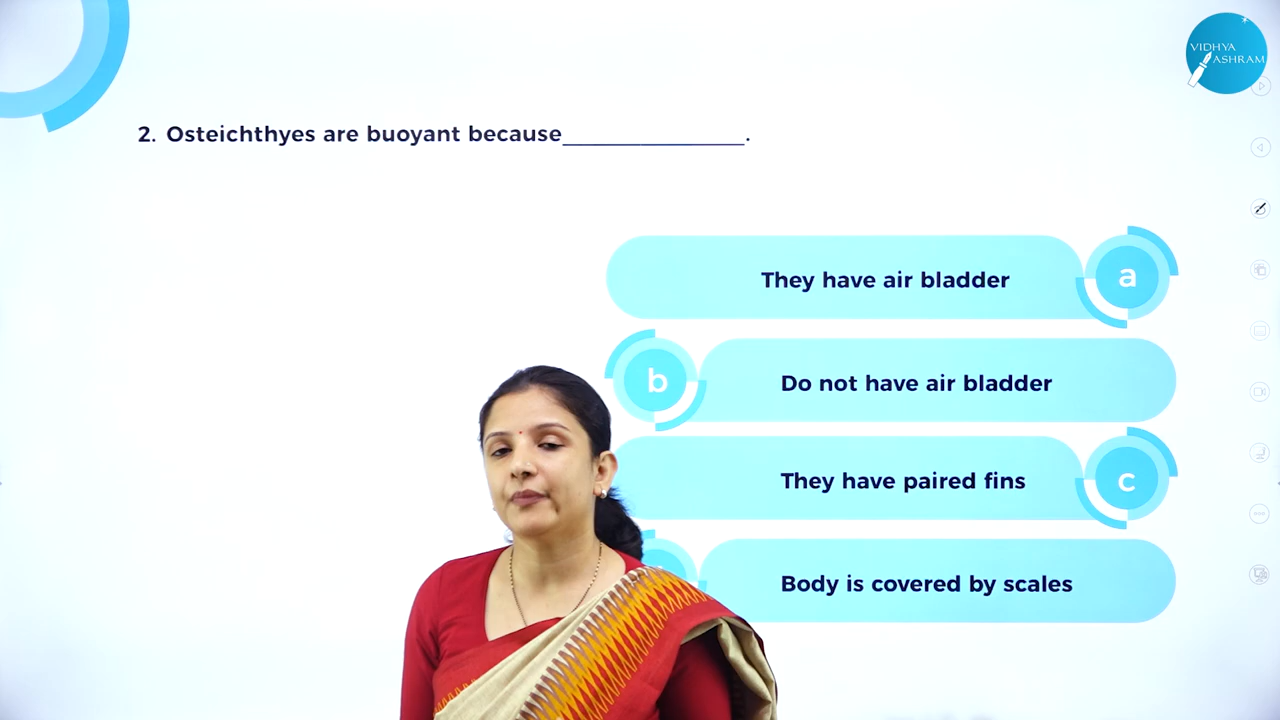 VIDHYA
ASHRAM
2. Osteichthyes are buoyant because_______________.
They have air bladder
a
b
Do not have air bladder
They have paired fins
c
Body is covered by scales